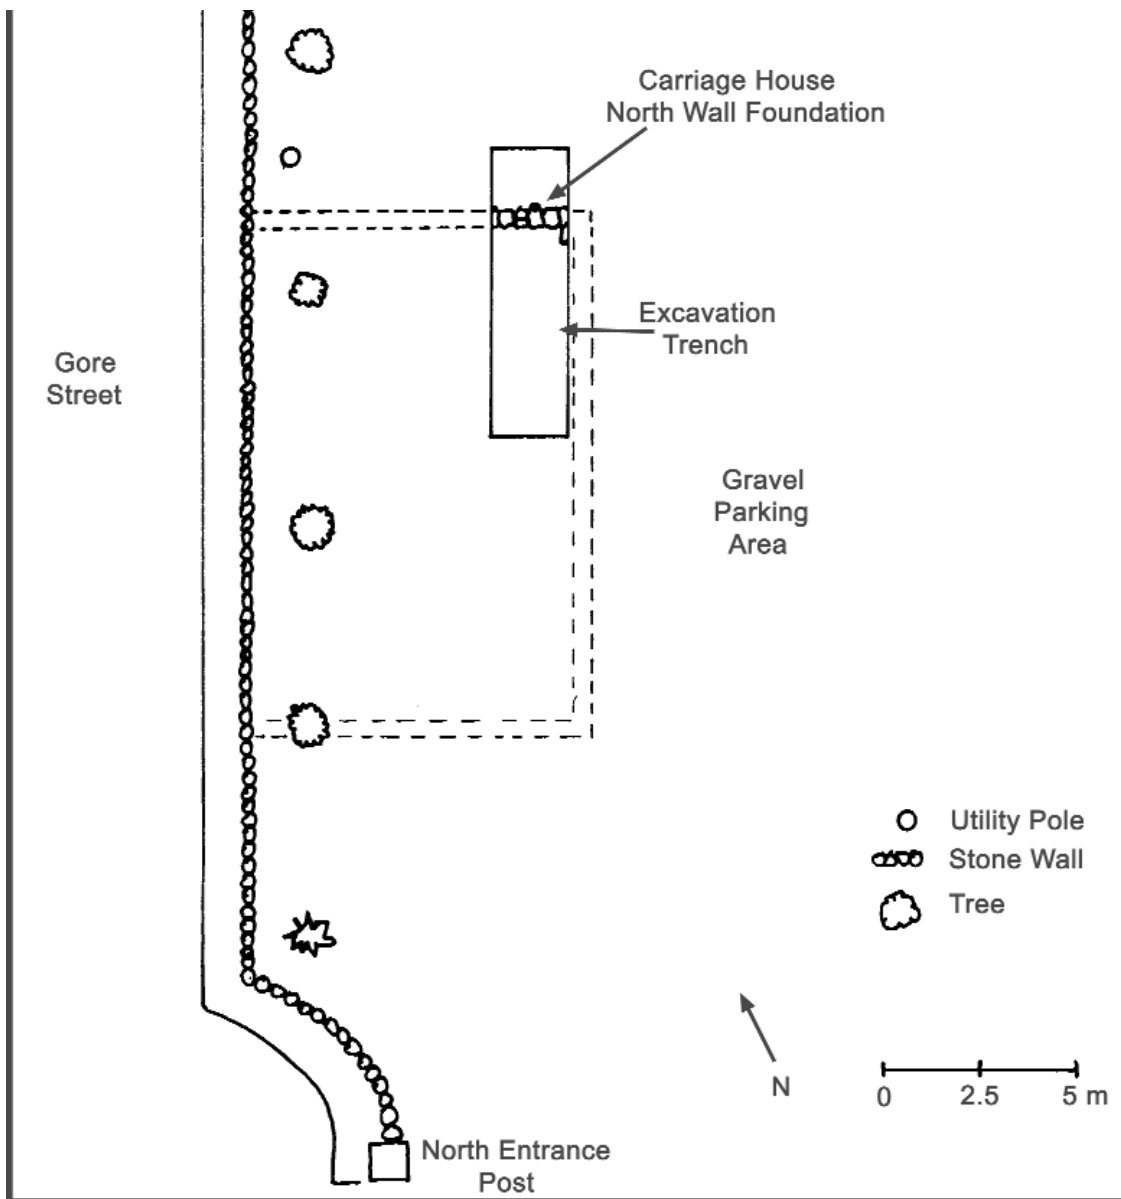 Carriage House
North Wall Foundation
Excavation
Trench
Gore
Street
Gravel
Parking
Area
Utility Pole
Stone Wall
Tree
N
0 2.5 5 m
North Entrance
Post